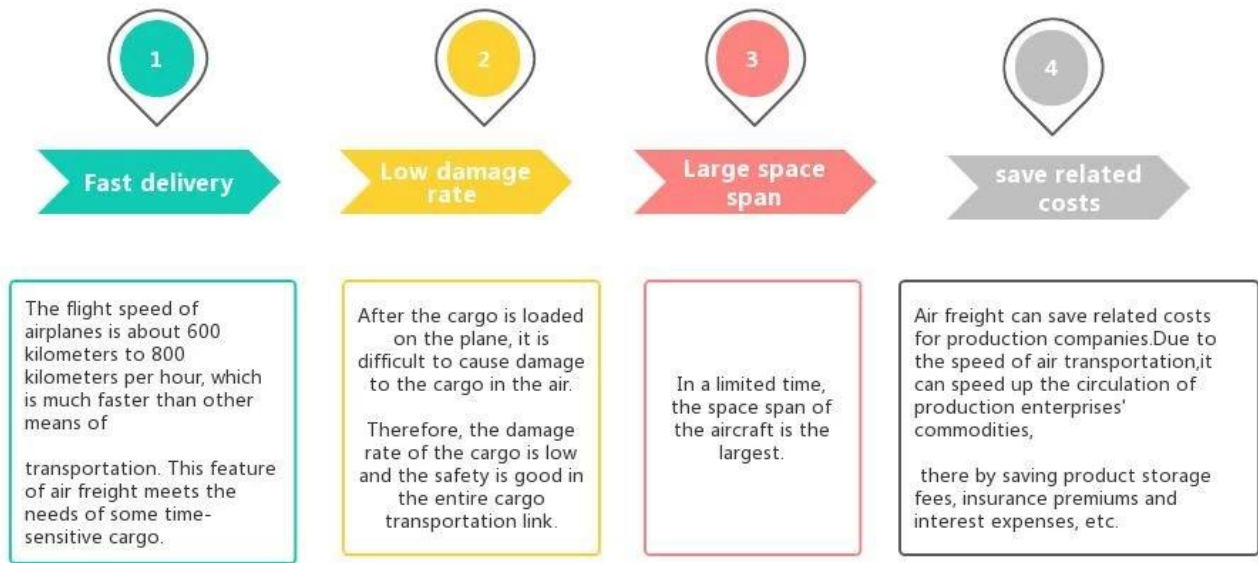 1
Fast delivery
The flight speed of
airplanes is about 600
kilometers to 800
kilometers per hour, which
is much faster than other
means of
transportation. This feature
of air freight meets the
needs of some time-
sensitive cargo.
2
Low damage
rate
After the cargo is loaded
on the plane, it is
difficult to cause damage
to the cargo in the air.
Therefore, the damage
rate of the cargo is low
and the safety is good in
the entire cargo
transportation link.
3
Large space
span
In a limited time,
the space span of
the aircraft is the
largest.
4
save related
costs
Air freight can save related costs
for production companies.Due to
the speed of air transportation,it
can speed up the circulation of
production enterprises'
commodities,
there by saving product storage
fees, insurance premiums and
interest expenses, etc.